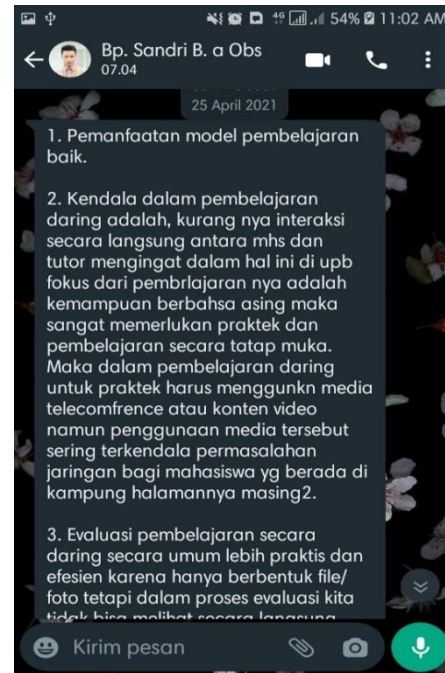 54% 11:02 AM
Bp. Sandri B. a Obs
07.04
25 April 2021
1. Pemanfaatan model pembelajaran
baik.
2. Kendala dalam pembelajaran
daring adalah, kurang nya interaksi
secara langsung antara mhs dan
tutor mengingat dalam hal ini di upb
fokus dari pembrlajaran nya adalah
kemampuan berbahsa asing maka
sangat memerlukan praktek dan
pembelajaran secara tatap muka.
Maka dalam pembelajaran daring
untuk praktek harus menggunkn media
telecomfrence atau konten video
namun penggunaan media tersebut
sering terkendala permasalahan
jaringan bagi mahasiswa yg berada di
kampung halamannya masing2.
3. Evaluasi pembelajaran secara
daring secara umum lebih praktis dan
efesien karena hanya berbentuk file/
foto tetapi dalam proses evaluasi kita
tidak bisa melihat secara langsung
Kirim pesan